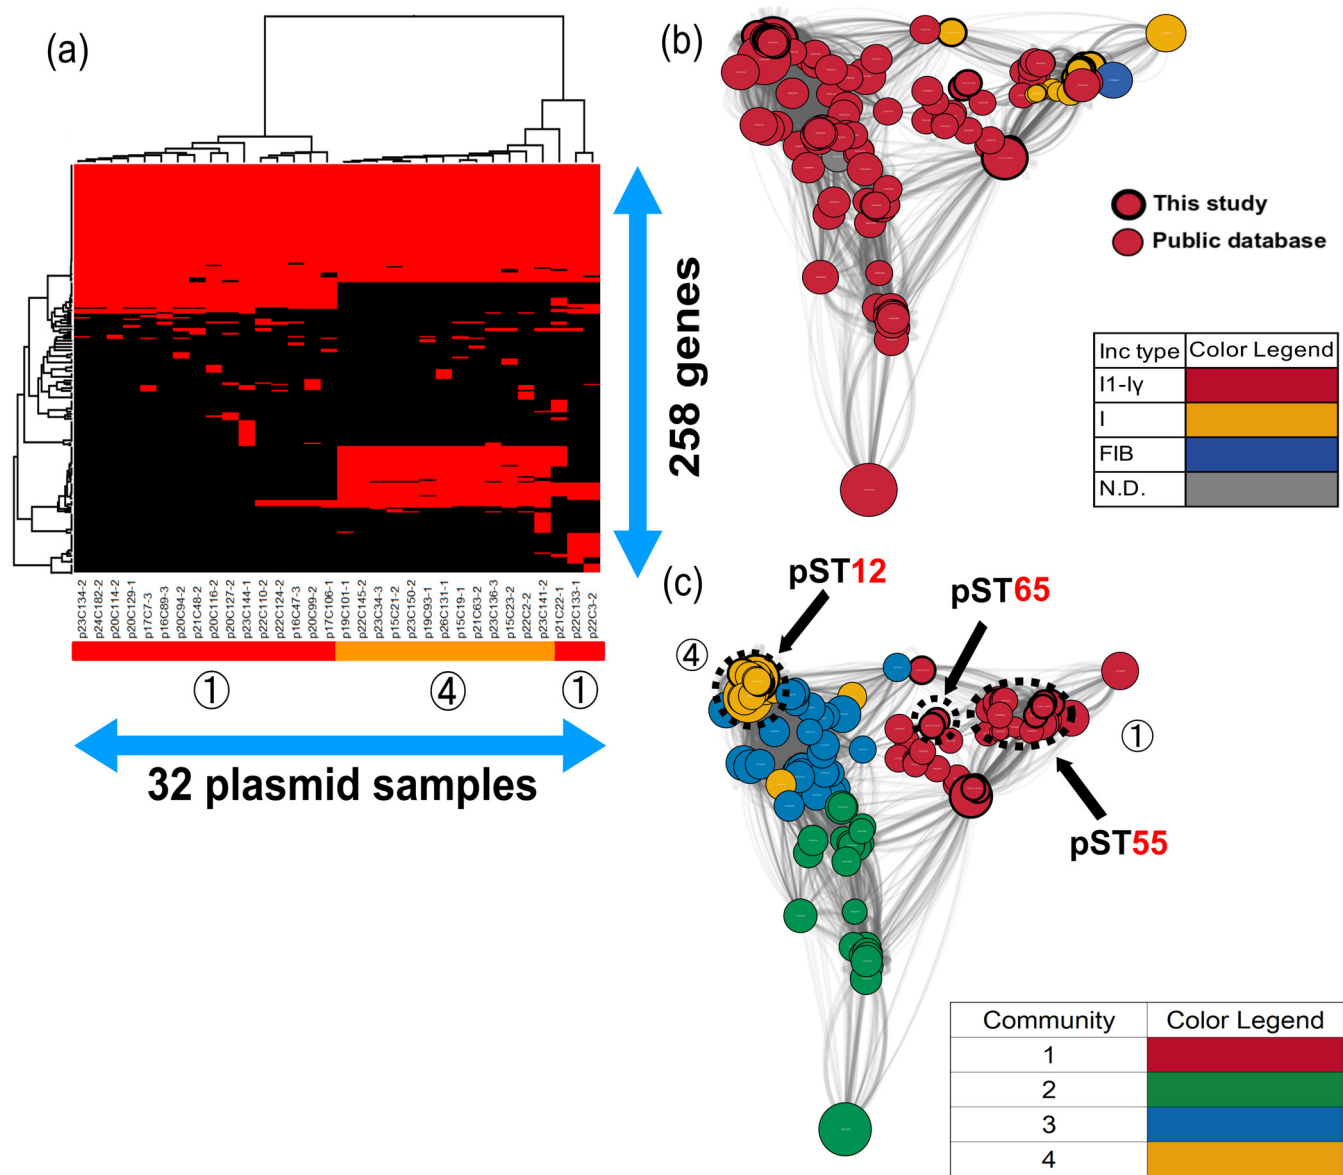 (a)
258 genes
p23C134-2
p24C182-2
p20C114-2
p20C129-1
p17C7-3
p16C89-3
p20C94-2
p21C48-2
p20C116-2
p20C127-2
p23C144-1
p22C110-2
p22C124-2
p16C47-3
p20C99-2
p17C106-1
p19C101-1
p22C145-2
p23C34-3
p15C21-2
p23C150-2
p19C93-1
p26C131-1
p15C19-1
p21C63-2
p23C136-3
p15C23-2
p22C2-2
p23C141-2
p21C22-1
p22C133-1
p22C3-2
① ④ ①
32 plasmid samples
(b)
This study
Public database
Inc type Color Legend
I1-Iγ
I
FIB
N.D.
(c)
pST12
pST65
④
①
pST55
Community Color Legend
1
2
3
4